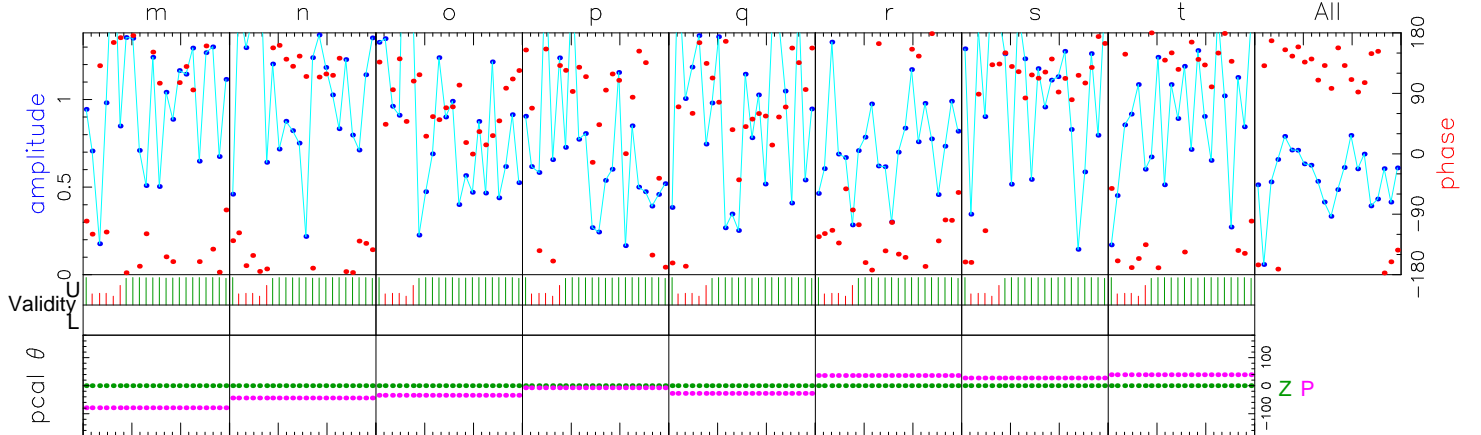 m n o p q r s t All
amplitude
0 0.5 1
phase
180 90 0 −90 −180
U
Validity
L
pcal θ
100 0 −100
Z P